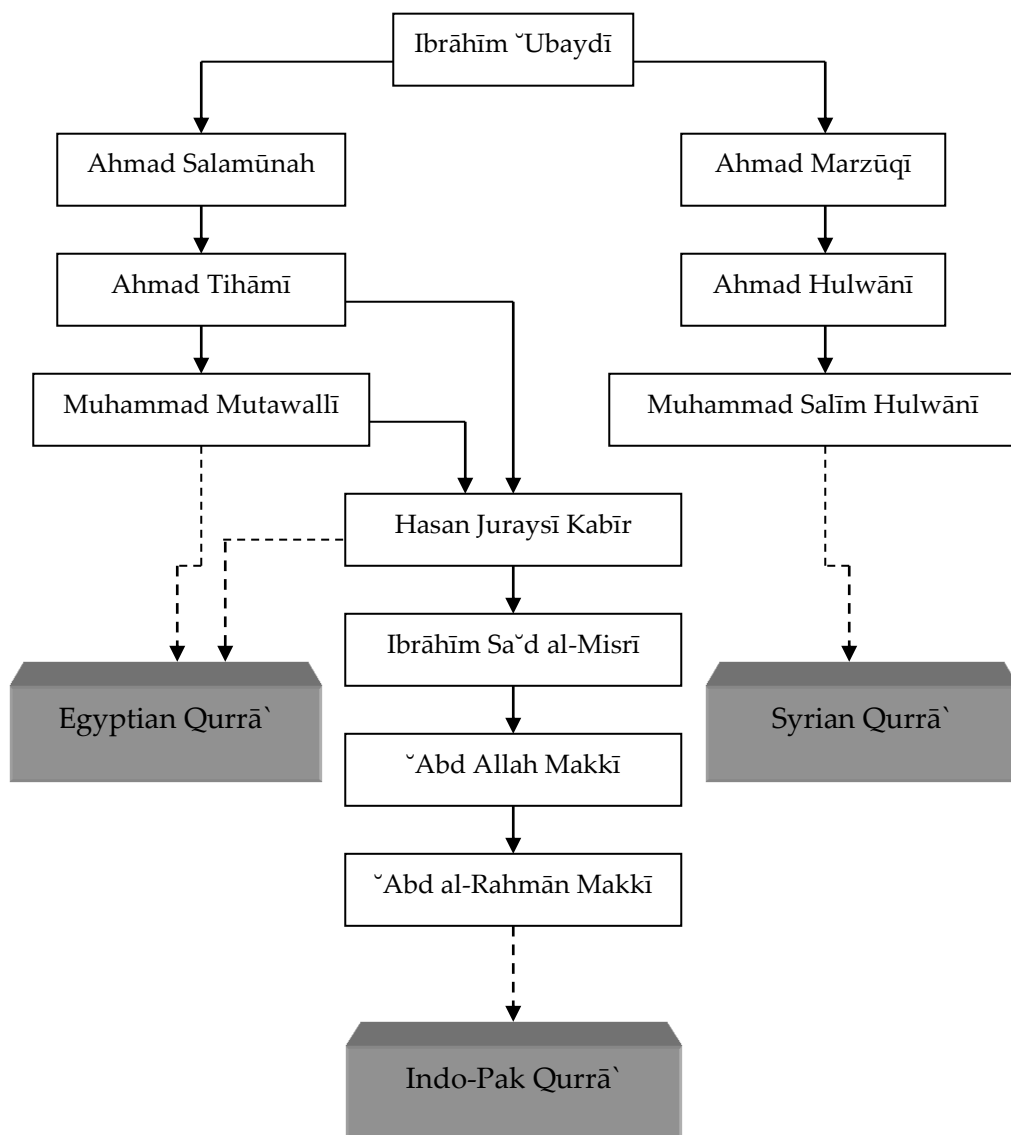 Ibrāhīm ˘Ubaydī
Ahmad Salamūnah
Ahmad Marzūqī
Ahmad Tihāmī
Ahmad Hulwānī
Muhammad Mutawallī
Muhammad Salīm Hulwānī
Hasan Juraysī Kabīr
Ibrāhīm Sa˘d al-Misrī
Egyptian Qurrā`
Syrian Qurrā`
˘Abd Allah Makkī
˘Abd al-Rahmān Makkī
Indo-Pak Qurrā`